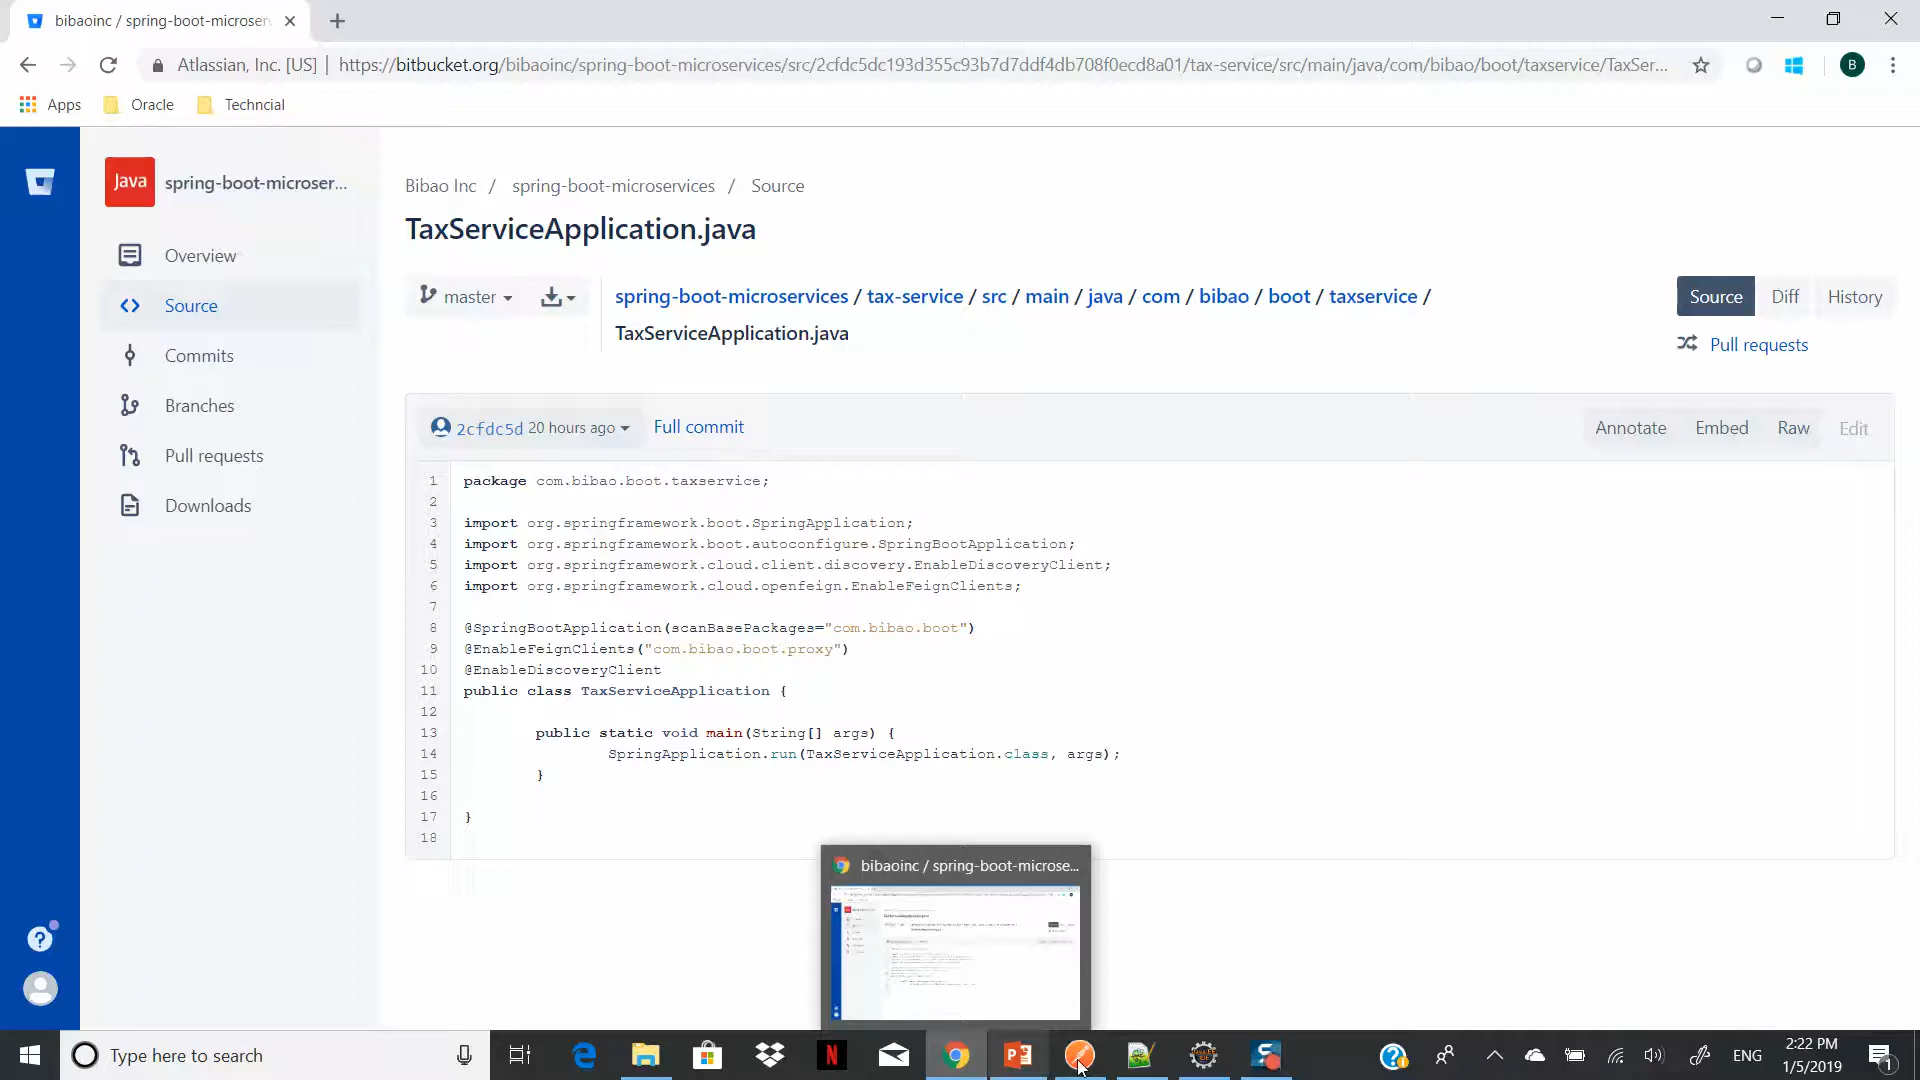 bibaoinc / spring-boot-microser
Atlassian, Inc. [US] | https://bitbucket.org/bibaoinc/spring-boot-microservices/src/2cfdc5dc193d355c93b7d7ddf4db708f0ecd8a01/tax-service/src/main/java/com/bibao/boot/taxservice/TaxSer...
B
Apps Oracle Techncial
Java spring-boot-microser...
Overview
Source
Commits
Branches
Pull requests
Downloads
Bibao Inc / spring-boot-microservices / Source
TaxServiceApplication.java
master
spring-boot-microservices / tax-service / src / main / java / com / bibao / boot / taxservice /
TaxServiceApplication.java
Source Diff History
Pull requests
2cfdc5d 20 hours ago Full commit
Annotate Embed Raw Edit
1 package com.bibao.boot.taxservice;
2
3 import org.springframework.boot.SpringApplication;
4 import org.springframework.boot.autoconfigure.SpringBootApplication;
5 import org.springframework.cloud.client.discovery.EnableDiscoveryClient;
6 import org.springframework.cloud.openfeign.EnableFeignClients;
7
8 @SpringBootApplication(scanBasePackages="com.bibao.boot")
9 @EnableFeignClients("com.bibao.boot.proxy")
10 @EnableDiscoveryClient
11 public class TaxServiceApplication {
12
13 public static void main(String[] args) {
14 SpringApplication.run(TaxServiceApplication.class, args);
15 }
16
17 }
18
bibaoinc / spring-boot-microse...
Type here to search
ENG
2:22 PM
1/5/2019
1